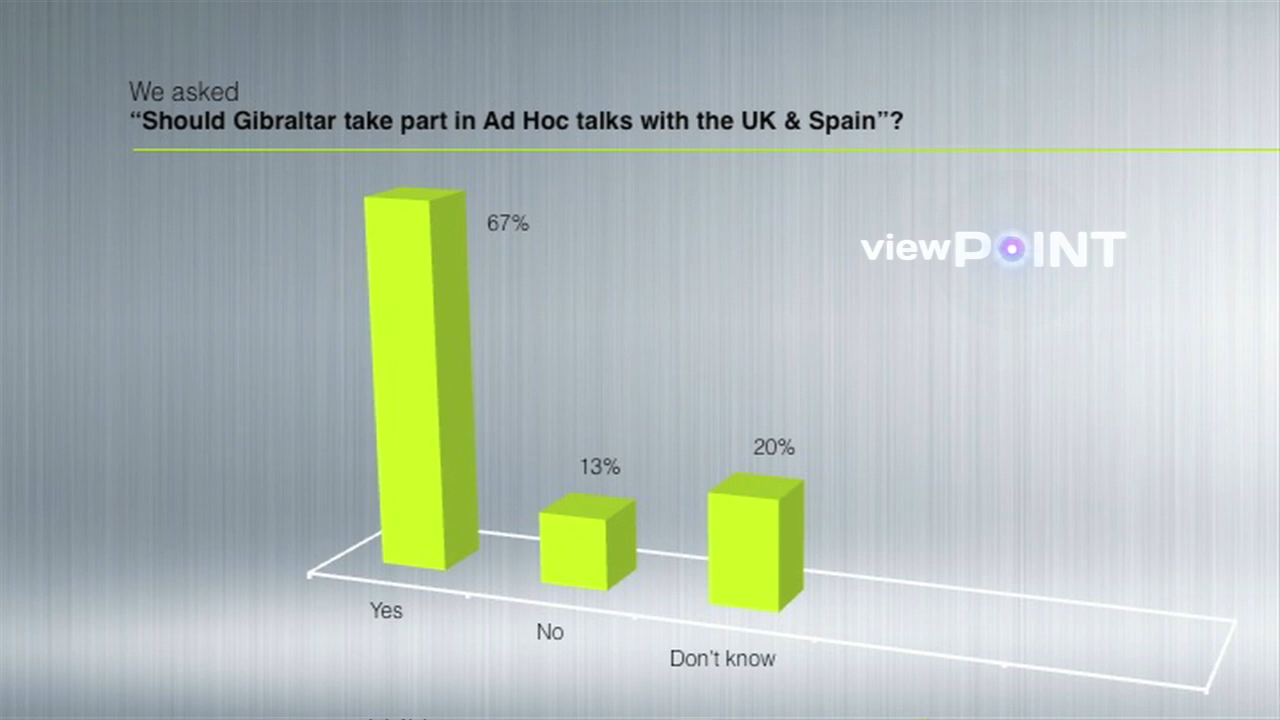 We asked
“Should Gibraltar take part in Ad Hoc talks with the UK & Spain”?
67%
viewPOINT
20%
13%
Yes
No
Don't know